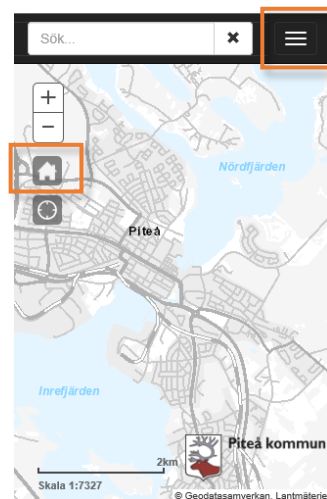 Sök...
Nördfjärden
Piteå
Inrefjärden
2km
Skala 1:7327
Piteå kommun
© Geodatasamverkan, Lantmäterie